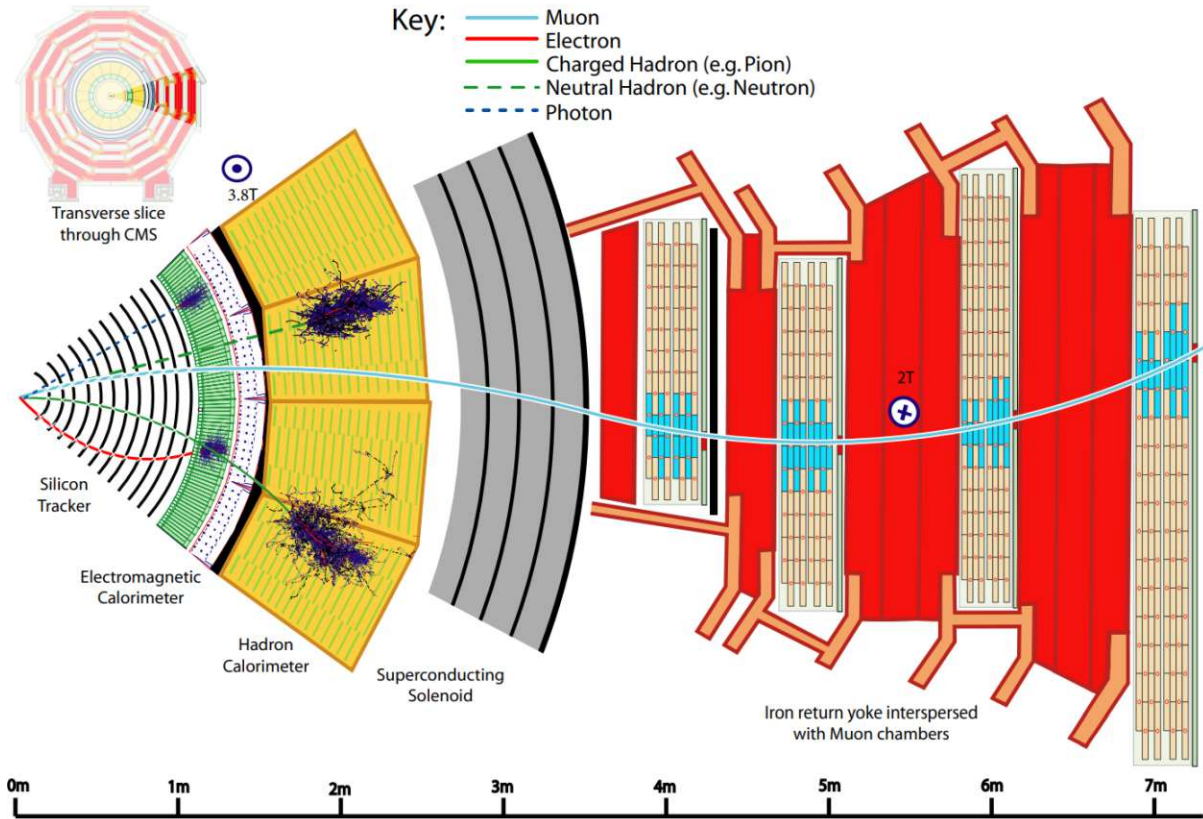 Key:
Muon
Electron
Charged Hadron (e.g. Pion)
Neutral Hadron (e.g. Neutron)
Photon
Transverse slice
through CMS
3.8T
2T
Silicon
Tracker
Electromagnetic
Calorimeter
Hadron
Calorimeter
Superconducting
Solenoid
Iron return yoke interspersed
with Muon chambers
0m 1m 2m 3m 4m 5m 6m 7m